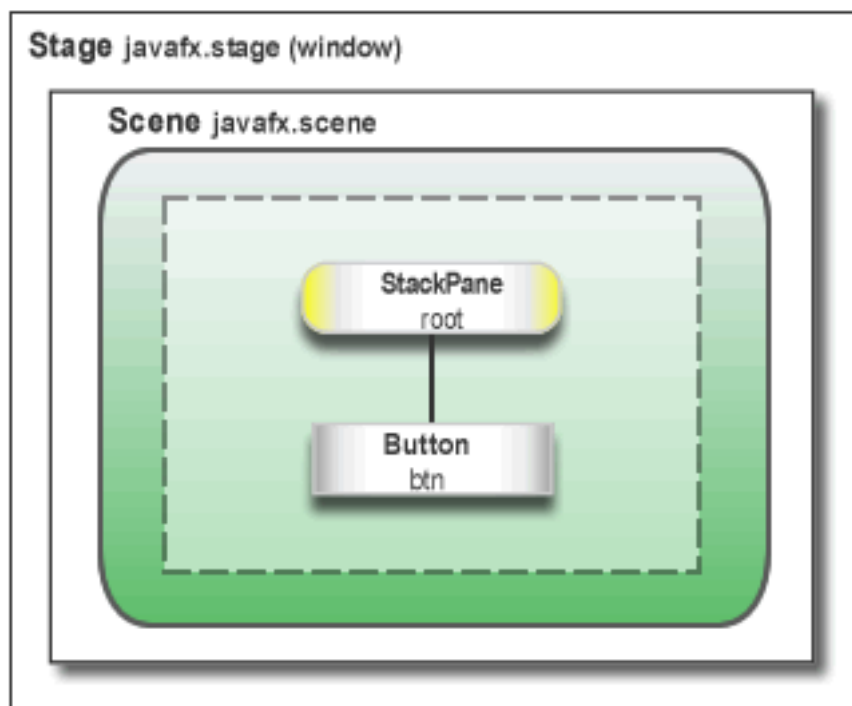 Stage javafx.stage (window)
Scene javafx.scene
StackPane
root
Button
btn